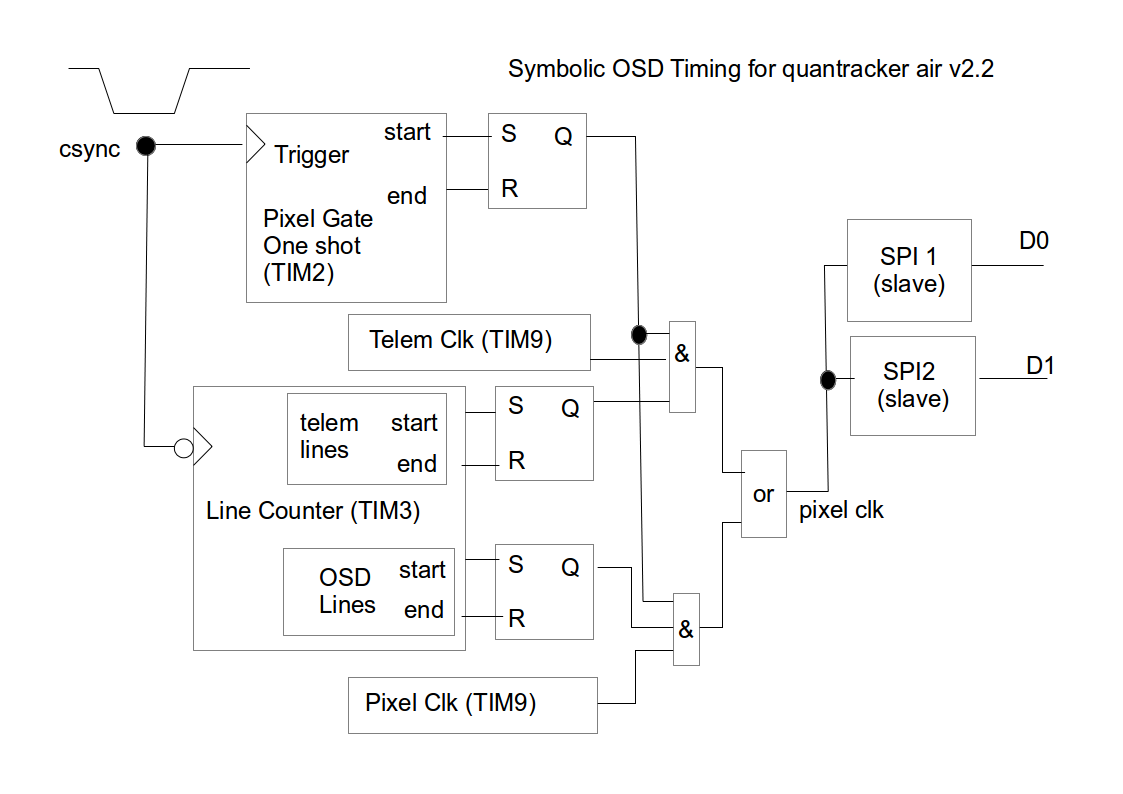 Symbolic OSD Timing for quantracker air v2.2
csync
Trigger
start
end
Pixel Gate
One shot
(TIM2)
S Q
R
Telem Clk (TIM9)
&
SPI 1
(slave)
D0
SPI2
(slave)
D1
telem
lines
start
end
S Q
R
Line Counter (TIM3)
or
pixel clk
OSD
Lines
start
end
S Q
R
&
Pixel Clk (TIM9)